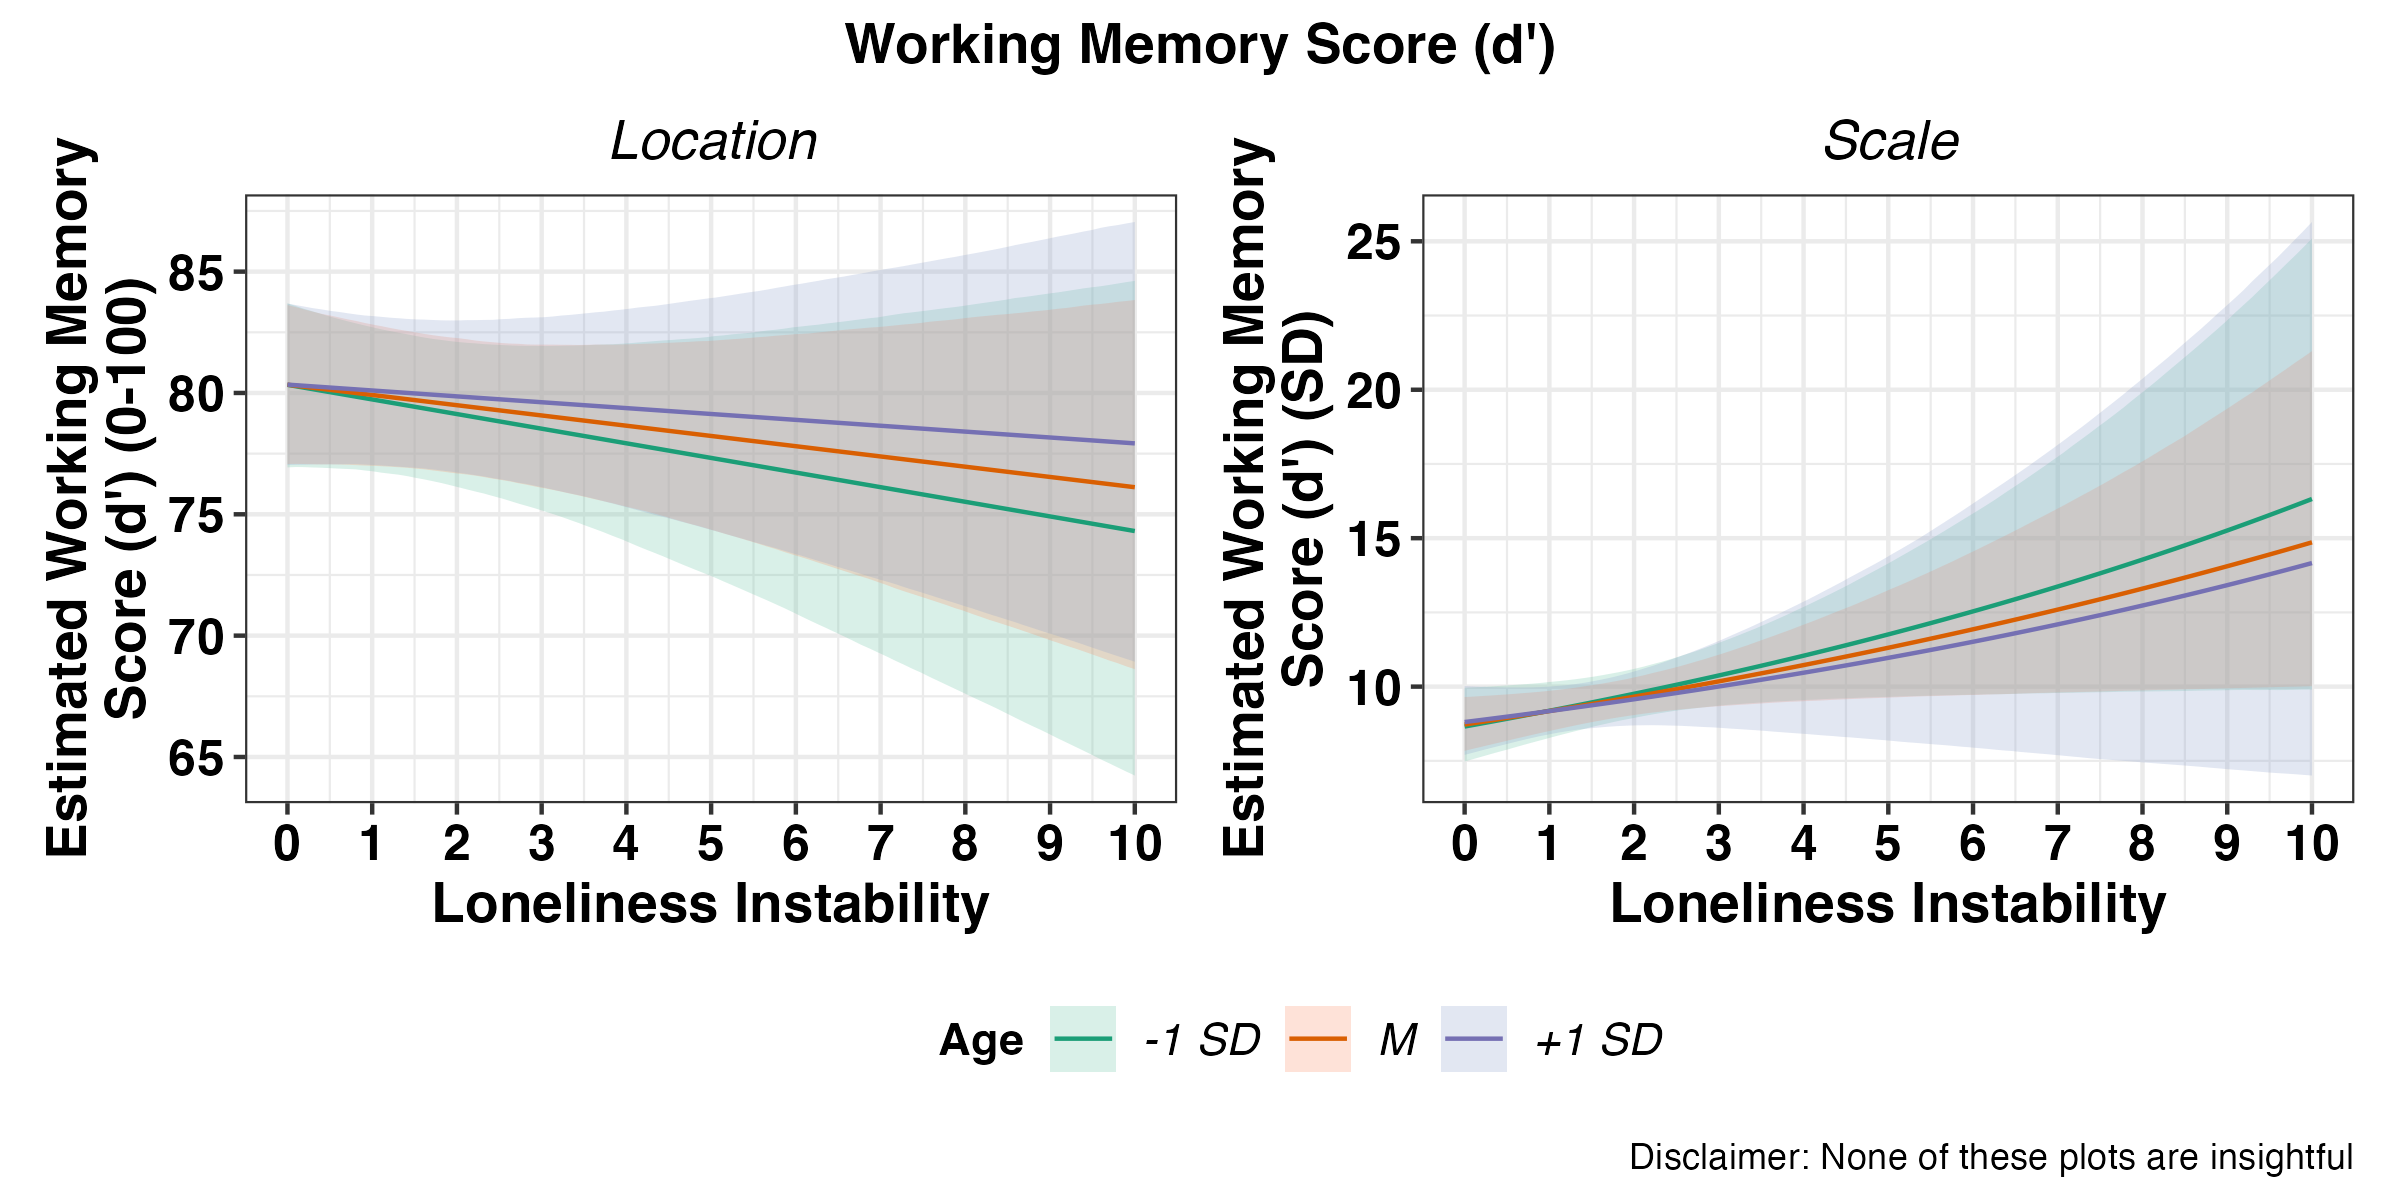 Working Memory Score (d')
Location
Estimated Working Memory
Score (d') (0-100)
85
80
75
70
65
0 1 2 3 4 5 6 7 8 9 10
Loneliness Instability
Scale
Estimated Working Memory
Score (d') (SD)
25
20
15
10
0 1 2 3 4 5 6 7 8 9 10
Loneliness Instability
Age -1 SD M +1 SD
Disclaimer: None of these plots are insightful